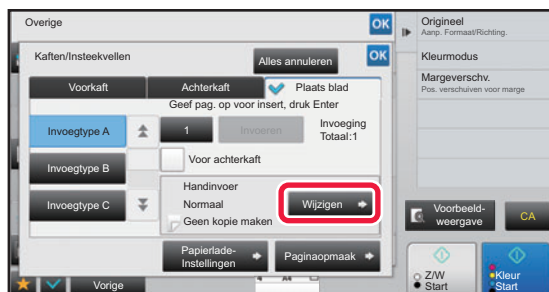 Overige
OK
Kaften/Insteekvellen
Alles annuleren
OK
Voorkaft
Achterkaft
Plaats blad
Geef pag. op voor insert, druk Enter
Invoegtype A
1
Invoeren
Invoeging
Totaal:1
Invoegtype B
Voor achterkaft
Invoegtype C
Handinvoer
Normaal
Geen kopie maken
Wijzigen
Papierlade-
Instellingen
Paginaopmaak
Vorige
A4
Origineel
Aanp. Formaat/Richting.
Kleurmodus
Margeverschv.
Pos. verschuiven voor marge
Voorbeeld-
weergave
CA
Z/W
Start
Kleur
Start